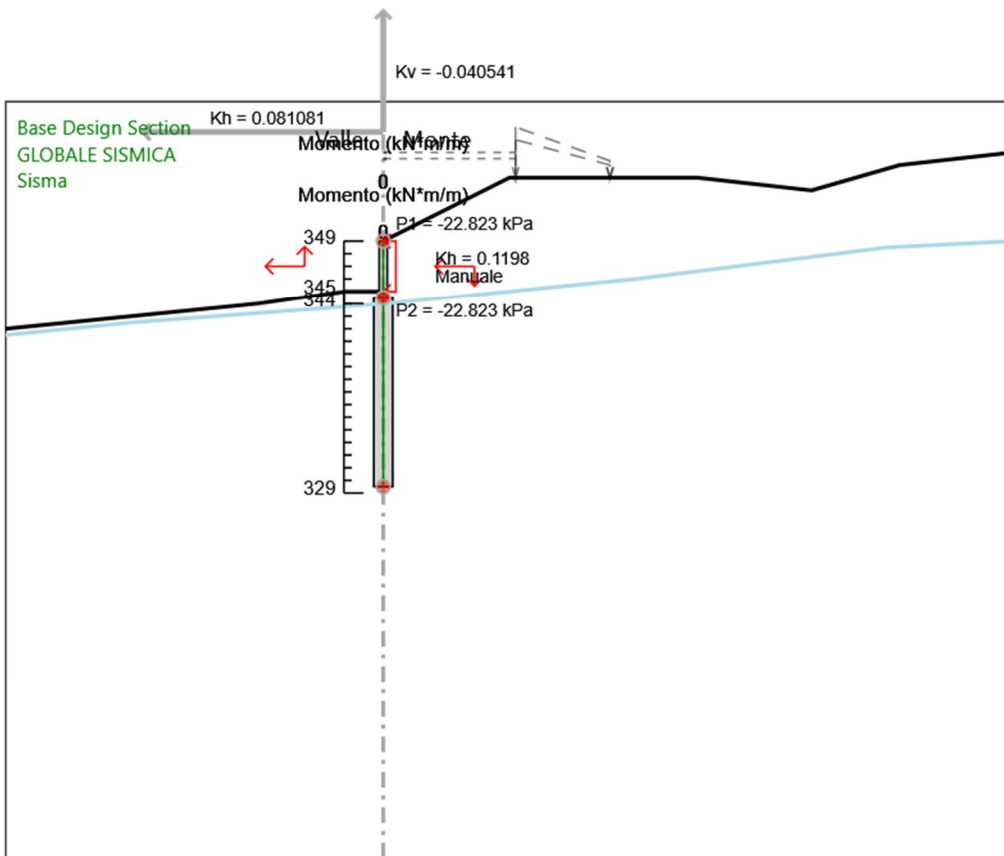 Kv = -0.040541
Kh = 0.081081
Base Design Section
GLOBALE SISMICA
Sisma
Valle Monte
Momento (kN*m/m)
0
Momento (kN*m/m)
0
P1 = -22.823 kPa
349
Kh = 0.1198
Manuale
345
344
P2 = -22.823 kPa
329